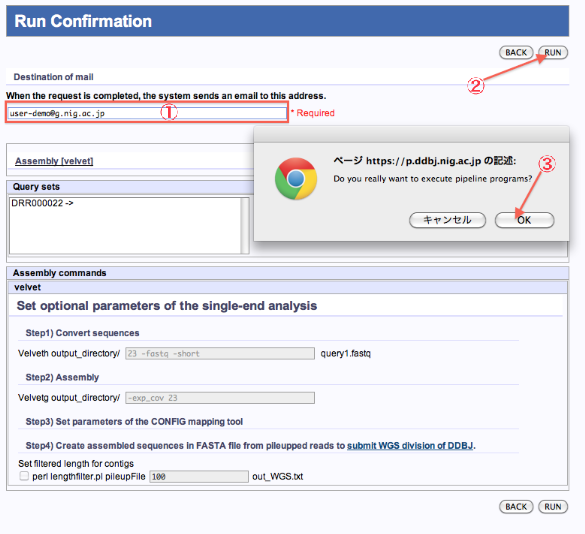 Run Confirmation
BACK RUN
②
Destination of mail
When the request is completed, the system sends an email to this address.
user-demo@g.nig.ac.jp ① * Required
ページ https://p.ddbj.nig.ac.jp の記述:
Do you really want to execute pipeline programs?
③
キャンセル OK
Assembly [velvet]
Query sets
DRR000022 ->
Assembly commands
velvet
Set optional parameters of the single-end analysis
Step1) Convert sequences
Velveth output_directory/ 23 -fastq -short query1.fastq
Step2) Assembly
Velvetg output_directory/ -exp_cov 23
Step3) Set parameters of the CONFIG mapping tool
Step4) Create assembled sequences in FASTA file from pileupped reads to submit WGS division of DDBJ.
Set filtered length for contigs
perl lengthfilter.pl pileupFile 100 out_WGS.txt
BACK RUN